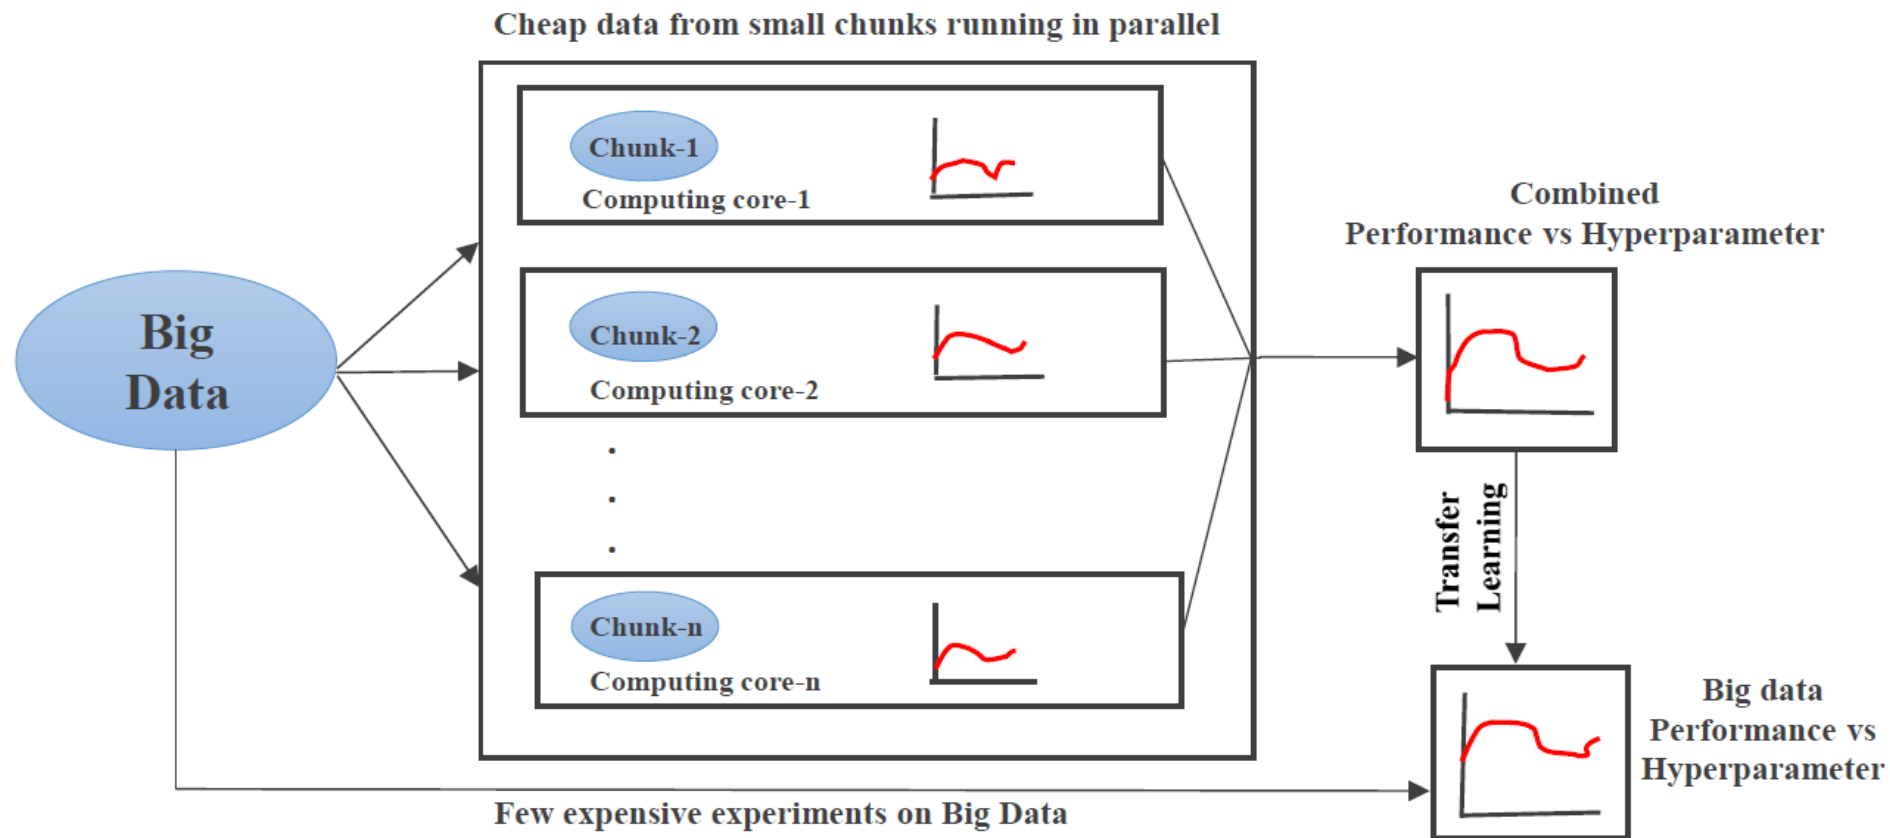 Cheap data from small chunks running in parallel
Chunk-1
Computing core-1
Combined
Performance vs Hyperparameter
Big
Data
Chunk-2
Computing core-2
.
.
.
Transfer
Learning
Chunk-n
Computing core-n
Big data
Performance vs
Hyperparameter
Few expensive experiments on Big Data